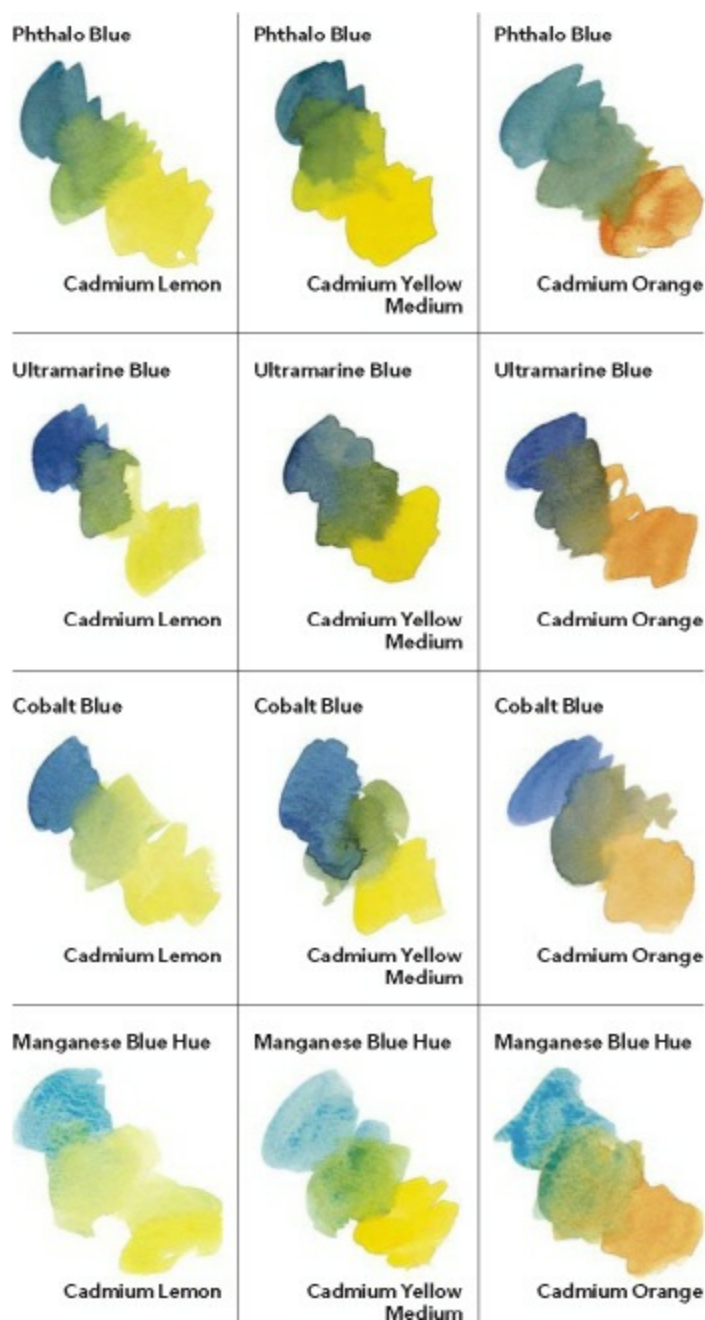 Phthalo Blue
Phthalo Blue
Phthalo Blue
Cadmium Lemon
Cadmium Yellow
Medium
Cadmium Orange
Ultramarine Blue
Ultramarine Blue
Ultramarine Blue
Cadmium Lemon
Cadmium Yellow
Medium
Cadmium Orange
Cobalt Blue
Cobalt Blue
Cobalt Blue
Cadmium Lemon
Cadmium Yellow
Medium
Cadmium Orange
Manganese Blue Hue
Manganese Blue Hue
Manganese Blue Hue
Cadmium Lemon
Cadmium Yellow
Medium
Cadmium Orange